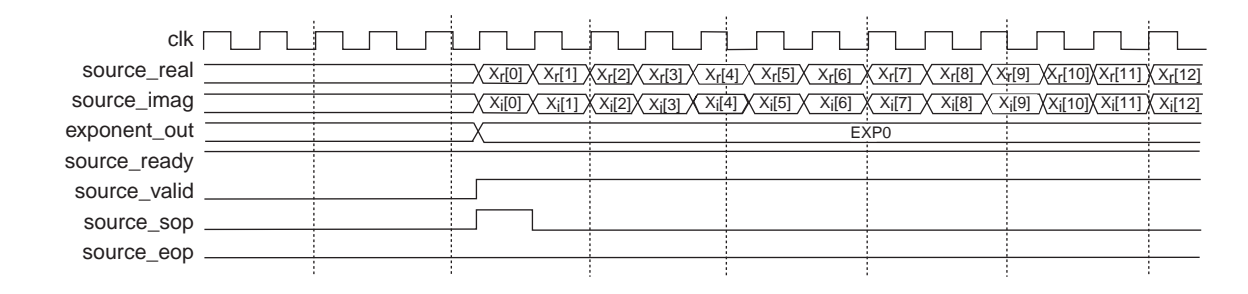 clk
source_real Xr[0] Xr[1] Xr[2] Xr[3] Xr[4] Xr[5] Xr[6] Xr[7] Xr[8] Xr[9] Xr[10] Xr[11] Xr[12]
source_imag Xi[0] Xi[1] Xi[2] Xi[3] Xi[4] Xi[5] Xi[6] Xi[7] Xi[8] Xi[9] Xi[10] Xi[11] Xi[12]
exponent_out EXP0
source_ready
source_valid
source_sop
source_eop